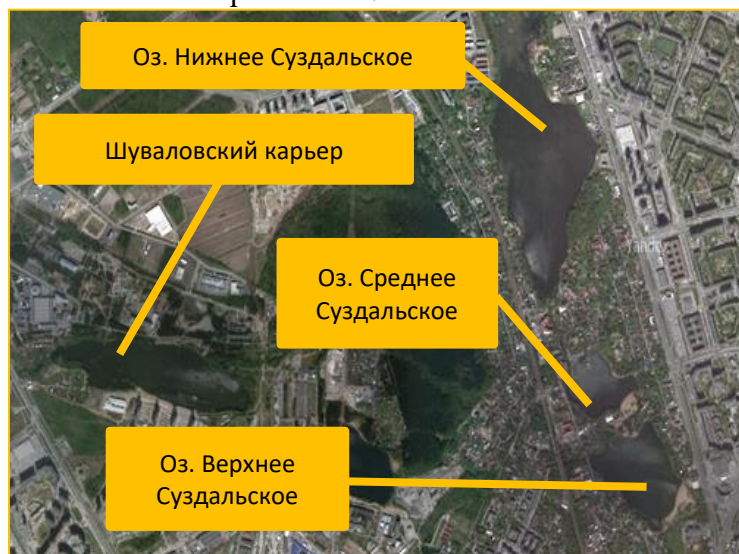 Оз. Нижнее Суздальское
Шуваловский карьер
Оз. Среднее
Суздальское
Оз. Верхнее
Суздальское